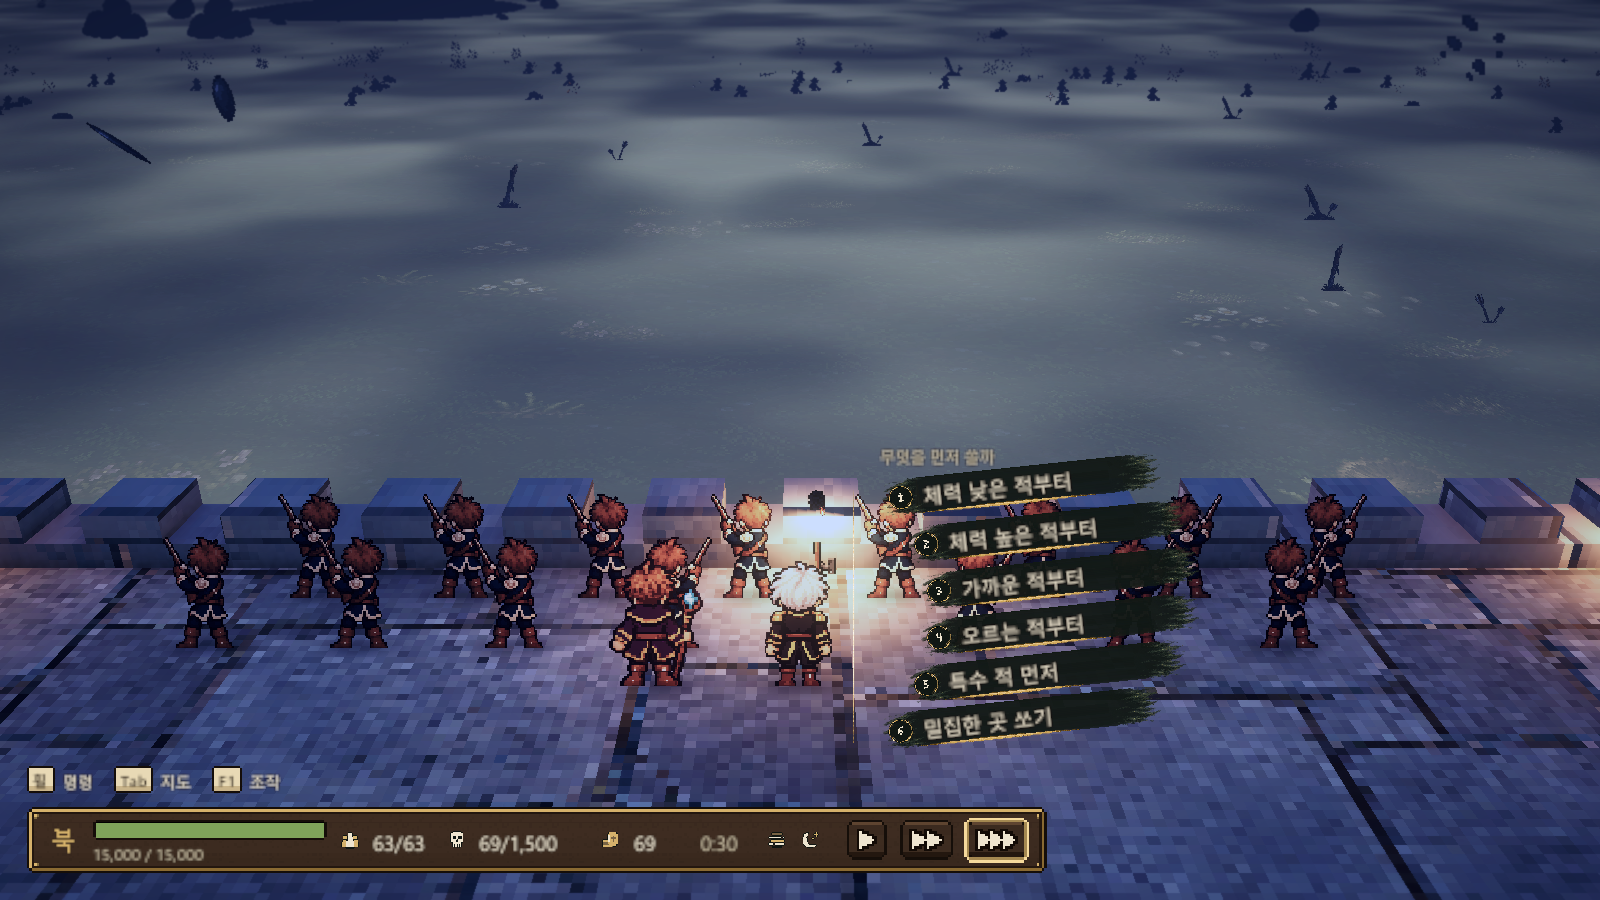 무엇을 먼저 쏠까
1 체력 낮은 적부터
2 체력 높은 적부터
3 가까운 적부터
4 오르는 적부터
5 특수 적 먼저
6 밀집한 곳 쏘기
휠 명령 Tab 지도 F1 조작
북 15,000 / 15,000 63/63 69/1,500 69 0:30